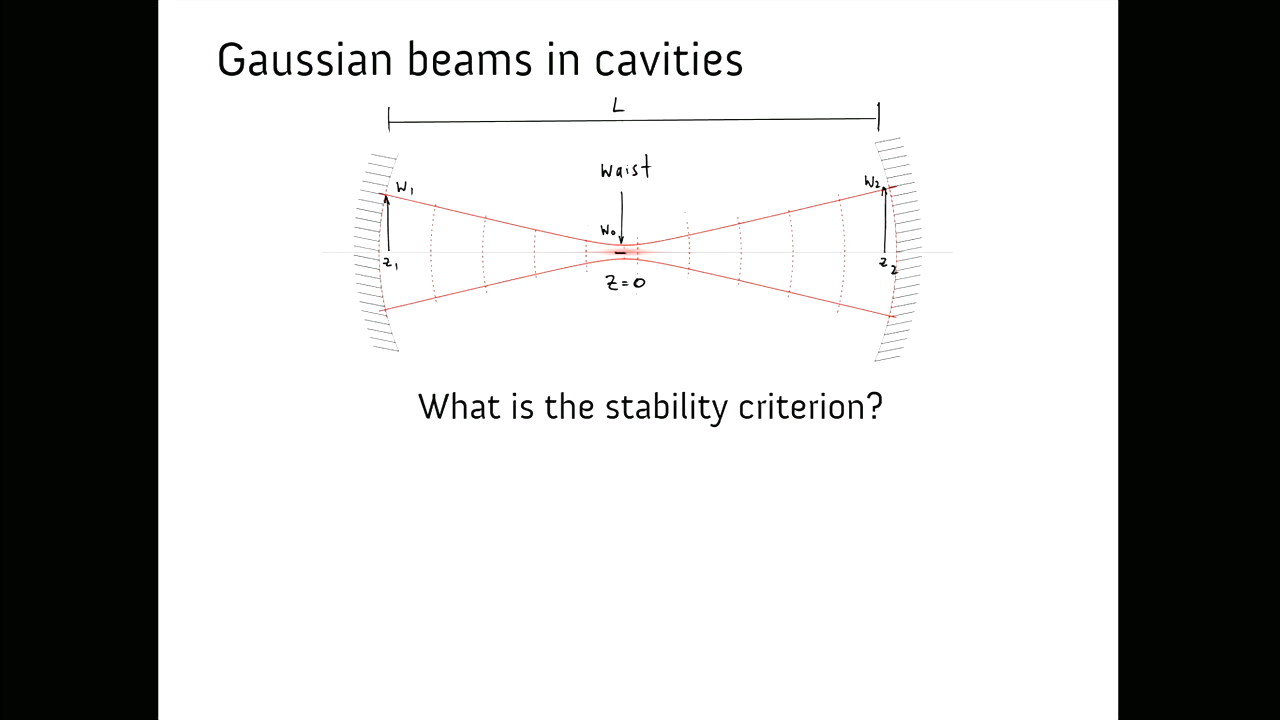 Gaussian beams in cavities
L
Waist
W₁
W₂
W₀
z₁
z₂
z=0
What is the stability criterion?